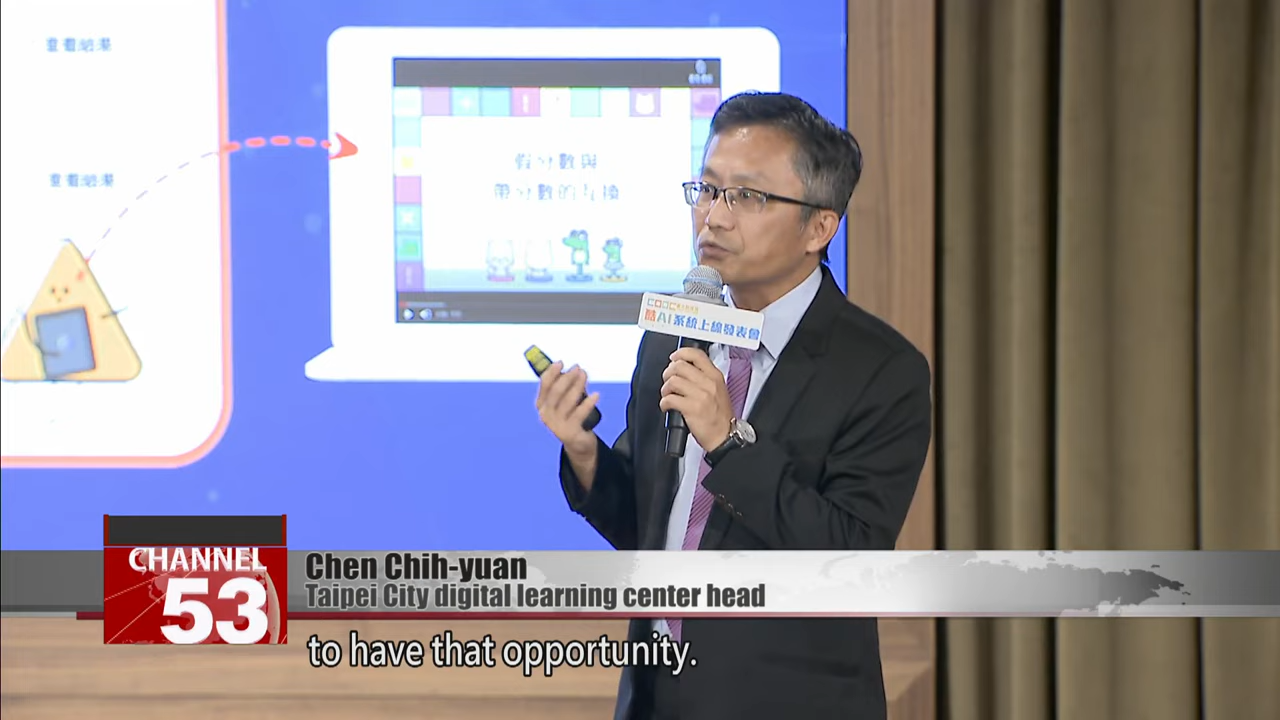 查看結果
查看結果
假分數與
帶分數的互換
酷AI系統上線發表會
CHANNEL
53
Chen Chih-yuan
Taipei City digital learning center head
to have that opportunity.